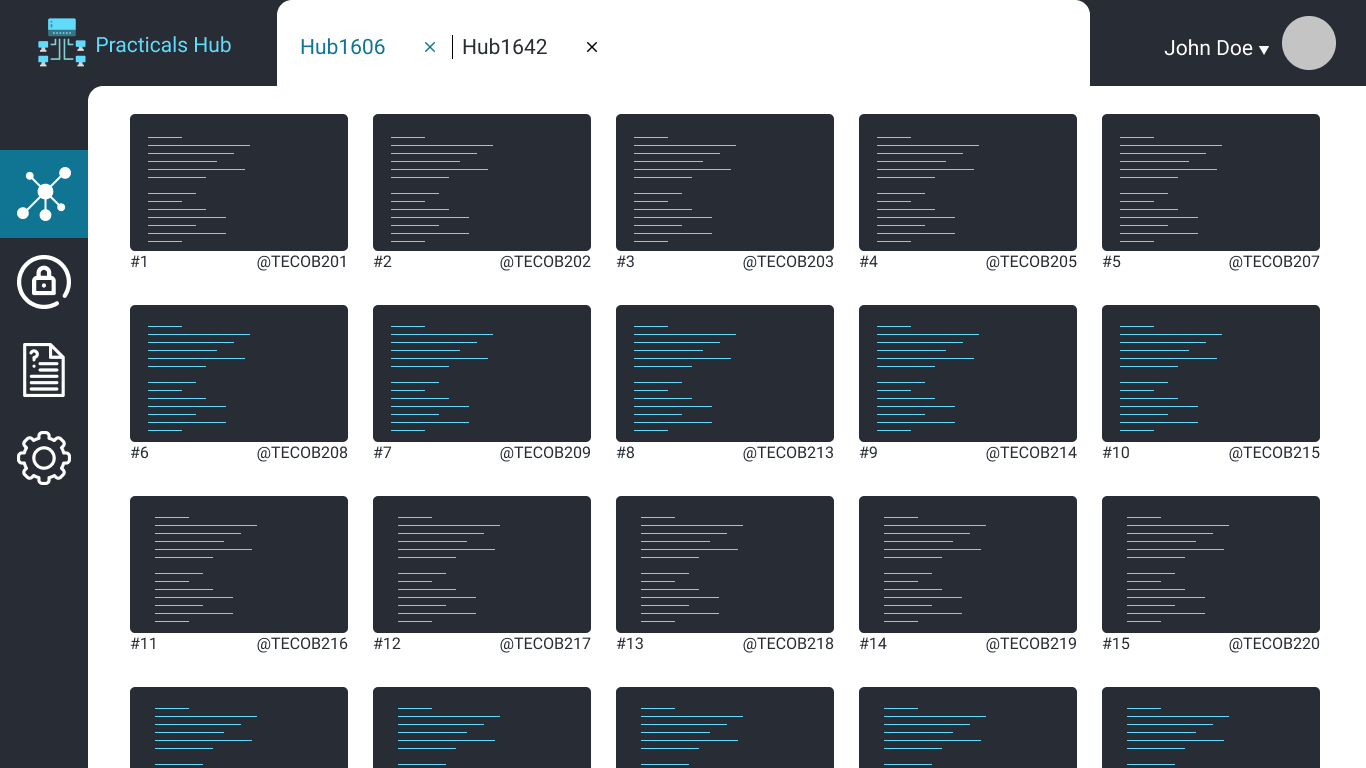 Practicals Hub
Hub1606 × Hub1642 ×
John Doe ▾
#1 @TECOB201 #2 @TECOB202 #3 @TECOB203 #4 @TECOB205 #5 @TECOB207
?
#6 @TECOB208 #7 @TECOB209 #8 @TECOB213 #9 @TECOB214 #10 @TECOB215
#11 @TECOB216 #12 @TECOB217 #13 @TECOB218 #14 @TECOB219 #15 @TECOB220